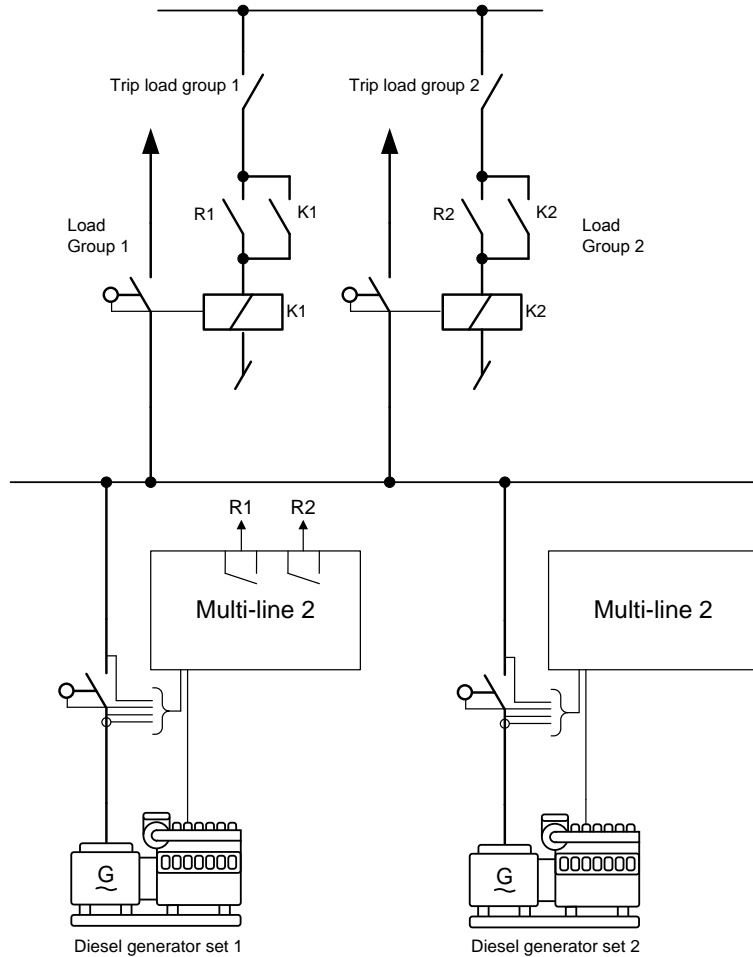 Trip load group 1
Trip load group 2
R1
K1
R2
K2
Load
Group 1
Load
Group 2
K1
K2
R1
R2
Multi-line 2
Multi-line 2
G
G
Diesel generator set 1
Diesel generator set 2